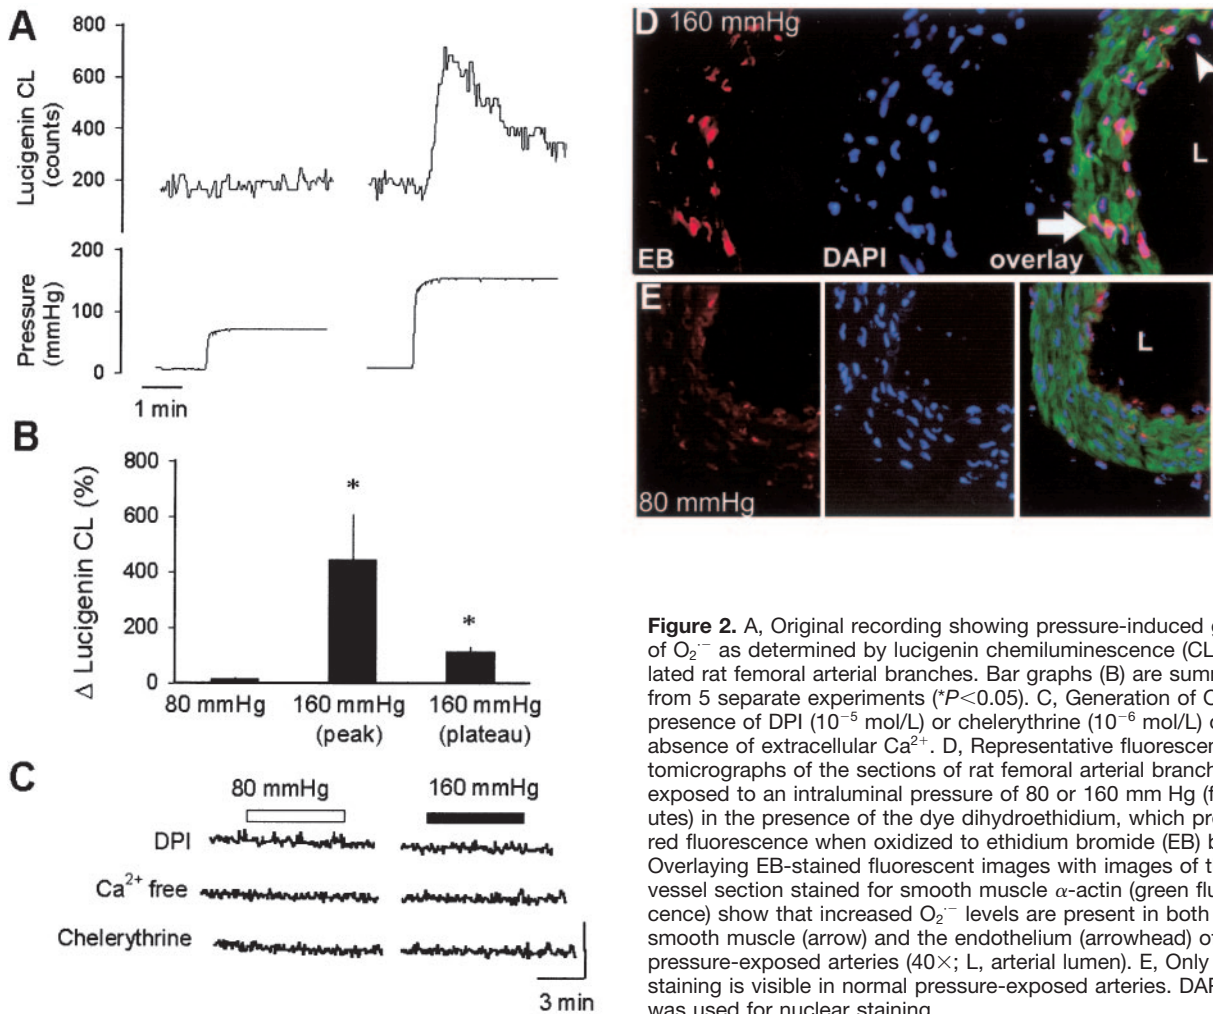 A
800
600
400
200
Lucigenin CL
(counts)
200
100
0
Pressure
(mmHg)
1 min
B
800
600
400
200
0
Δ Lucigenin CL (%)
*
*
80 mmHg
160 mmHg
(peak)
160 mmHg
(plateau)
C
80 mmHg
160 mmHg
DPI
Ca2+ free
Chelerythrine
3 min
D 160 mmHg
L
EB
DAPI
overlay
E
L
80 mmHg
Figure 2. A, Original recording showing pressure-induced
of O2·− as determined by lucigenin chemiluminescence (CL
lated rat femoral arterial branches. Bar graphs (B) are
from 5 separate experiments (*P<0.05). C, Generation of
presence of DPI (10−5 mol/L) or chelerythrine (10−6 mol/L)
absence of extracellular Ca2+. D, Representative
tomicrographs of the sections of rat femoral arterial
exposed to an intraluminal pressure of 80 or 160 mm Hg
utes) in the presence of the dye dihydroethidium, which
red fluorescence when oxidized to ethidium bromide (EB)
Overlaying EB-stained fluorescent images with images of
vessel section stained for smooth muscle α-actin (green
cence) show that increased O2·− levels are present in both
smooth muscle (arrow) and the endothelium (arrowhead)
pressure-exposed arteries (40×; L, arterial lumen). E, Only
staining is visible in normal pressure-exposed arteries.
was used for nuclear staining.